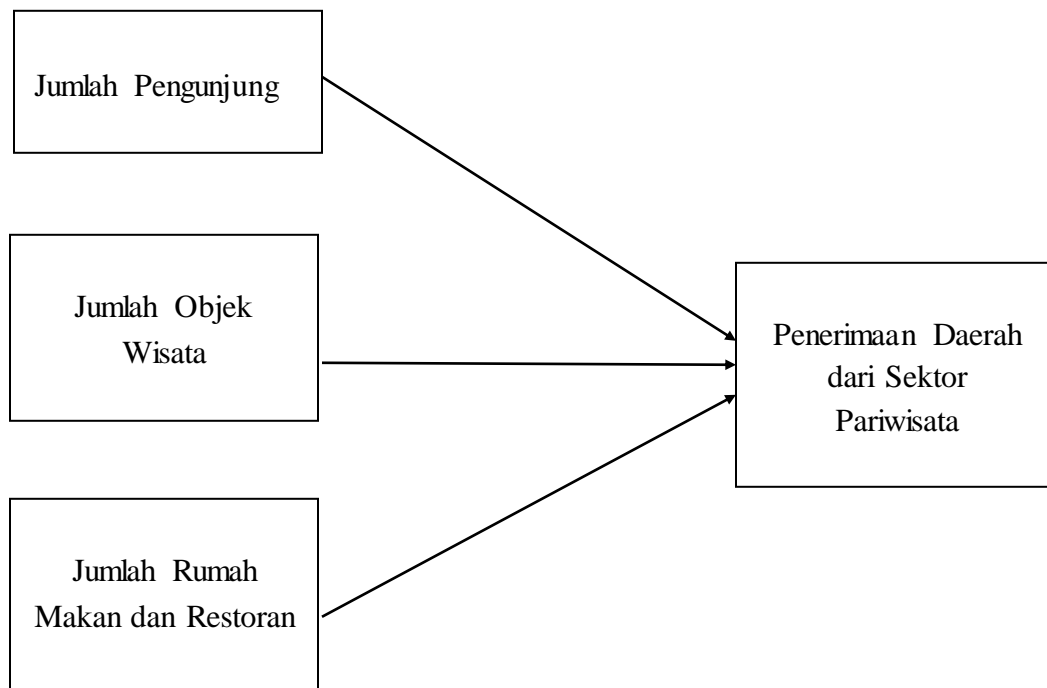 Jumlah Pengunjung
Jumlah Objek
Wisata
Penerimaan Daerah
dari Sektor
Pariwisata
Jumlah Rumah
Makan dan Restoran